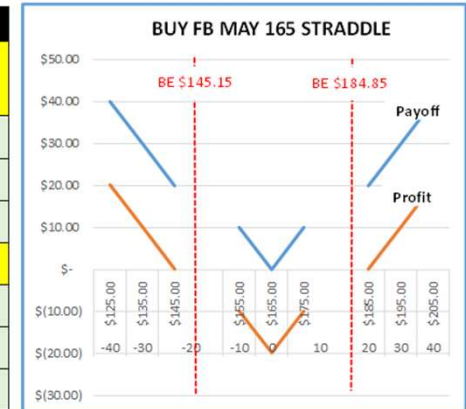 BUY FB MAY 165 STRADDLE
$50.00
BE $145.15
BE $184.85
$40.00
Payoff
$30.00
$20.00
Profit
$10.00
$-
$125.00 $135.00 $145.00 $155.00 $165.00 $175.00 $185.00 $195.00 $205.00
$(10.00)
-40 -30 -20 -10 0 10 20 30 40
$(20.00)
$(30.00)